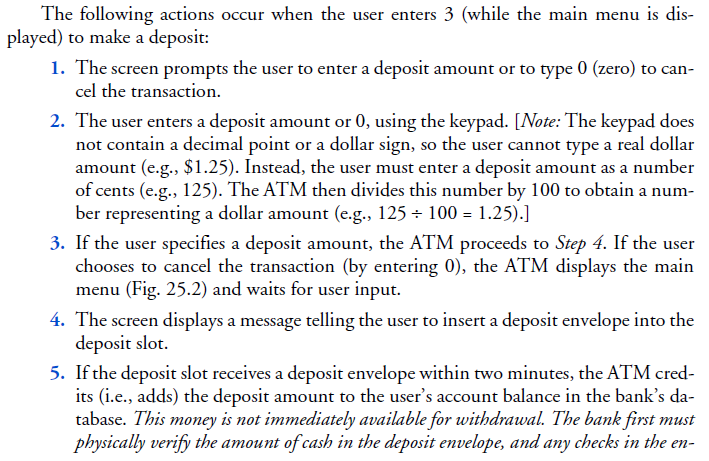 The following actions occur when the user enters 3 (while the main menu is dis-
played) to make a deposit:
1. The screen prompts the user to enter a deposit amount or to type 0 (zero) to can-
cel the transaction.
2. The user enters a deposit amount or 0, using the keypad. [Note: The keypad does
not contain a decimal point or a dollar sign, so the user cannot type a real dollar
amount (e.g., $1.25). Instead, the user must enter a deposit amount as a number
of cents (e.g., 125). The ATM then divides this number by 100 to obtain a num-
ber representing a dollar amount (e.g., 125 ÷ 100 = 1.25).]
3. If the user specifies a deposit amount, the ATM proceeds to Step 4. If the user
chooses to cancel the transaction (by entering 0), the ATM displays the main
menu (Fig. 25.2) and waits for user input.
4. The screen displays a message telling the user to insert a deposit envelope into the
deposit slot.
5. If the deposit slot receives a deposit envelope within two minutes, the ATM cred-
its (i.e., adds) the deposit amount to the user's account balance in the bank's da-
tabase. This money is not immediately available for withdrawal. The bank first must
physically verify the amount of cash in the deposit envelope, and any checks in the en-